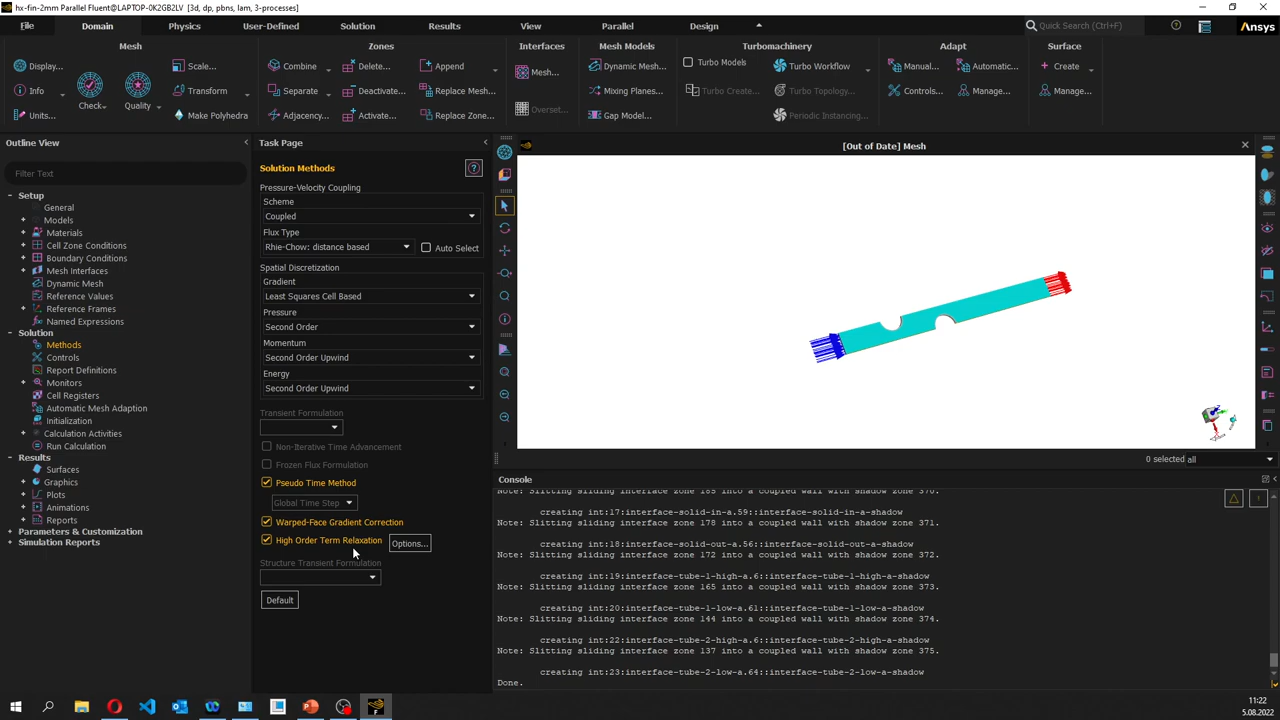 hx-fin-2mm Parallel Fluent@LAPTOP-0K2GB2LV [3d, dp, pbns, lam, 3-processes]
File Domain Physics User-Defined Solution Results View Parallel Design Quick Search (Ctrl+F) Ansys
Mesh Zones Interfaces Mesh Models Turbomachinery Adapt Surface
Display... Scale... Combine Delete... Append Mesh... Dynamic Mesh... Turbo Models Turbo Workflow Manual... Automatic... Create
Info Check Quality Transform Separate Deactivate... Replace Mesh... Mixing Planes... Turbo Create... Turbo Topology... Controls... Manage... Manage...
Units... Make Polyhedra Adjacency... Activate... Replace Zone... Overset... Gap Model... Periodic Instancing...
Outline View
Filter Text
Setup
General
Models
Materials
Cell Zone Conditions
Boundary Conditions
Mesh Interfaces
Dynamic Mesh
Reference Values
Reference Frames
Named Expressions
Solution
Methods
Controls
Report Definitions
Monitors
Cell Registers
Automatic Mesh Adaption
Initialization
Calculation Activities
Run Calculation
Results
Surfaces
Graphics
Plots
Animations
Reports
Parameters & Customization
Simulation Reports
Task Page
Solution Methods
Pressure-Velocity Coupling
Scheme
Coupled
Flux Type
Rhie-Chow: distance based Auto Select
Spatial Discretization
Gradient
Least Squares Cell Based
Pressure
Second Order
Momentum
Second Order Upwind
Energy
Second Order Upwind
Transient Formulation
Non-Iterative Time Advancement
Frozen Flux Formulation
Pseudo Time Method
Global Time Step
Warped-Face Gradient Correction
High Order Term Relaxation Options...
Structure Transient Formulation
Default
[Out of Date] Mesh
0 selected all
Console
Note: Slitting sliding interface zone 185 into a coupled wall with shadow zone 370.
creating int:17:interface-solid-in-a.59::interface-solid-in-a-shadow
Note: Slitting sliding interface zone 178 into a coupled wall with shadow zone 371.
creating int:18:interface-solid-out-a.56::interface-solid-out-a-shadow
Note: Slitting sliding interface zone 172 into a coupled wall with shadow zone 372.
creating int:19:interface-tube-1-high-a.6::interface-tube-1-high-a-shadow
Note: Slitting sliding interface zone 165 into a coupled wall with shadow zone 373.
creating int:20:interface-tube-1-low-a.61::interface-tube-1-low-a-shadow
Note: Slitting sliding interface zone 144 into a coupled wall with shadow zone 374.
creating int:22:interface-tube-2-high-a.6::interface-tube-2-high-a-shadow
Note: Slitting sliding interface zone 137 into a coupled wall with shadow zone 375.
creating int:23:interface-tube-2-low-a.64::interface-tube-2-low-a-shadow
Done.
11:22
5.08.2022